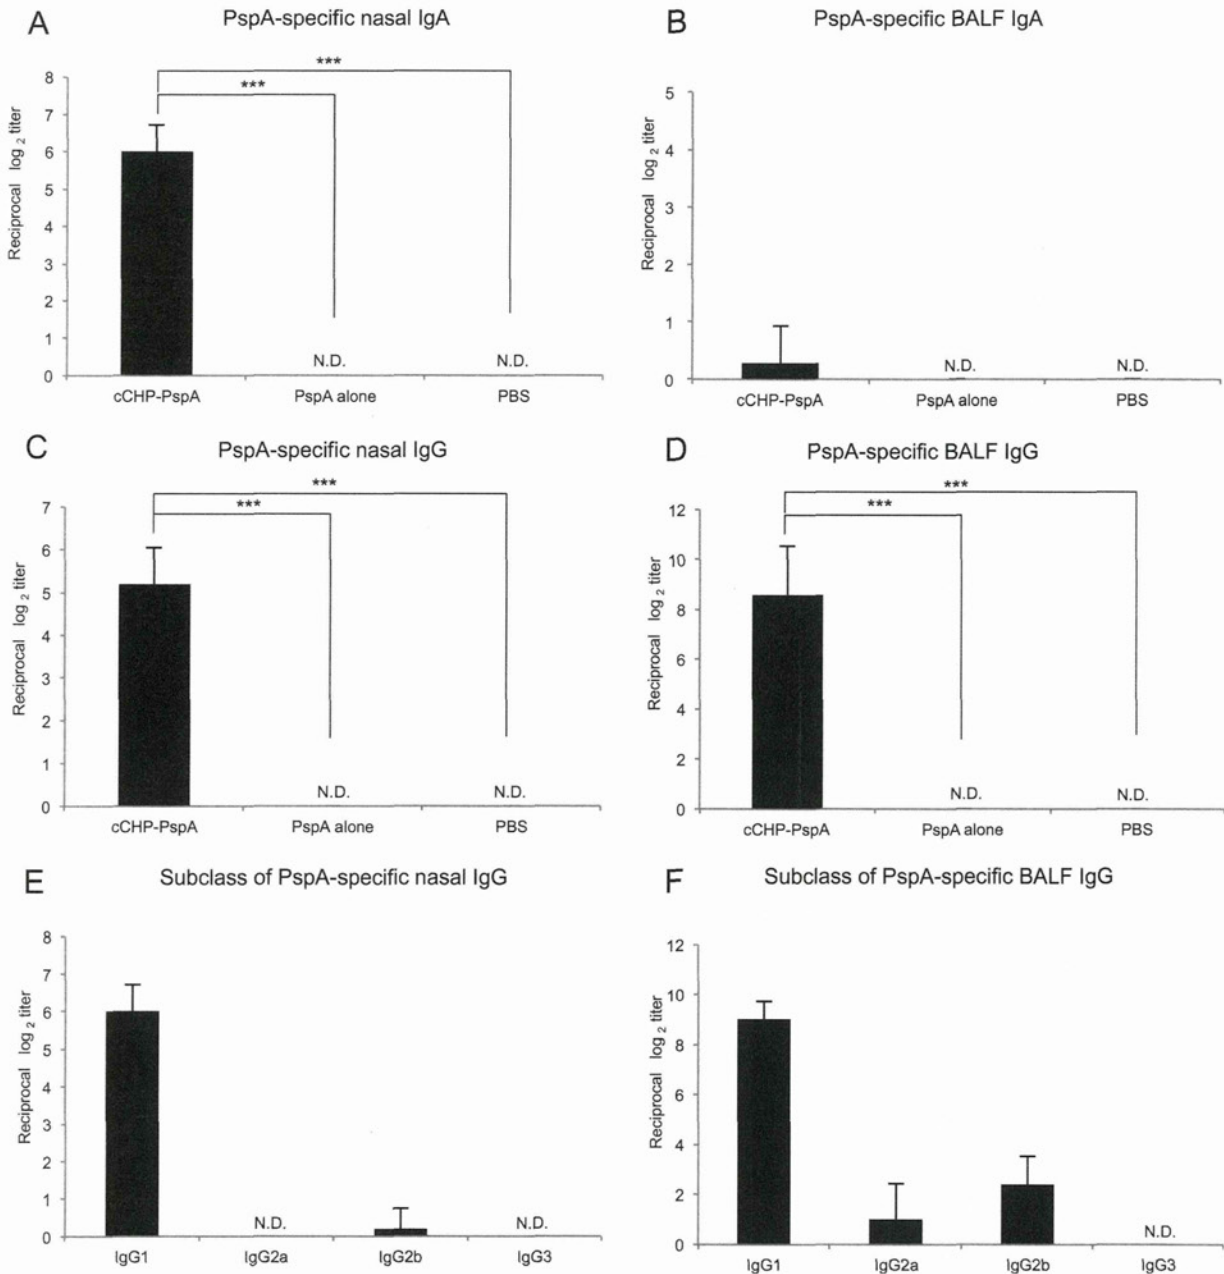 A
PspA-specific nasal IgA
Reciprocal log2 titer
8
7
6
5
4
3
2
1
0
***
***
N.D.
N.D.
cCHP-PspA
PspA alone
PBS
B
PspA-specific BALF IgA
Reciprocal log2 titer
5
4
3
2
1
0
N.D.
N.D.
cCHP-PspA
PspA alone
PBS
C
PspA-specific nasal IgG
Reciprocal log2 titer
7
6
5
4
3
2
1
0
***
***
N.D.
N.D.
cCHP-PspA
PspA alone
PBS
D
PspA-specific BALF IgG
Reciprocal log2 titer
12
10
8
6
4
2
0
***
***
N.D.
N.D.
cCHP-PspA
PspA alone
PBS
E
Subclass of PspA-specific nasal IgG
Reciprocal log2 titer
8
7
6
5
4
3
2
1
0
N.D.
N.D.
IgG1
IgG2a
IgG2b
IgG3
F
Subclass of PspA-specific BALF IgG
Reciprocal log2 titer
12
10
8
6
4
2
0
N.D.
IgG1
IgG2a
IgG2b
IgG3